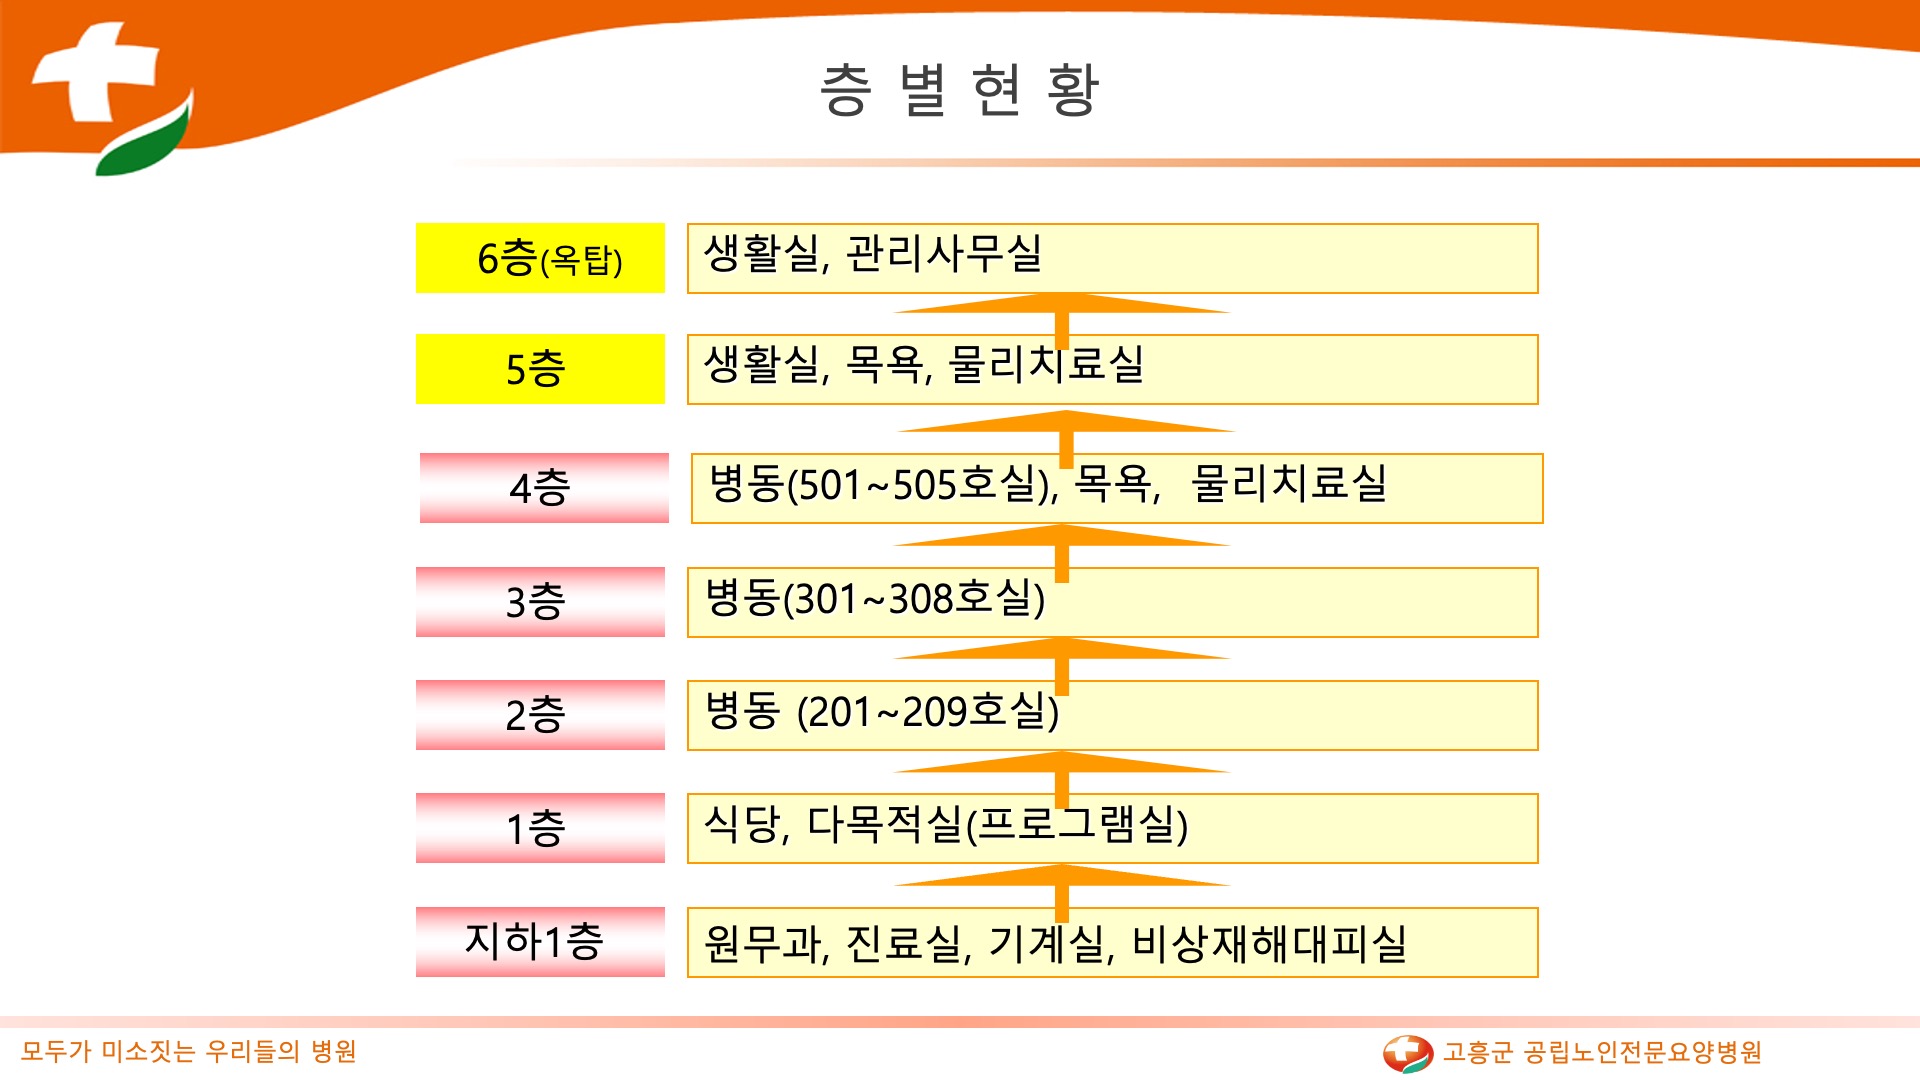 층 별 현 황
6층(옥탑)
생활실, 관리사무실
5층
생활실, 목욕, 물리치료실
4층
병동(501~505호실), 목욕, 물리치료실
3층
병동(301~308호실)
2층
병동 (201~209호실)
1층
식당, 다목적실(프로그램실)
지하1층
원무과, 진료실, 기계실, 비상재해대피실
모두가 미소짓는 우리들의 병원
고흥군 공립노인전문요양병원